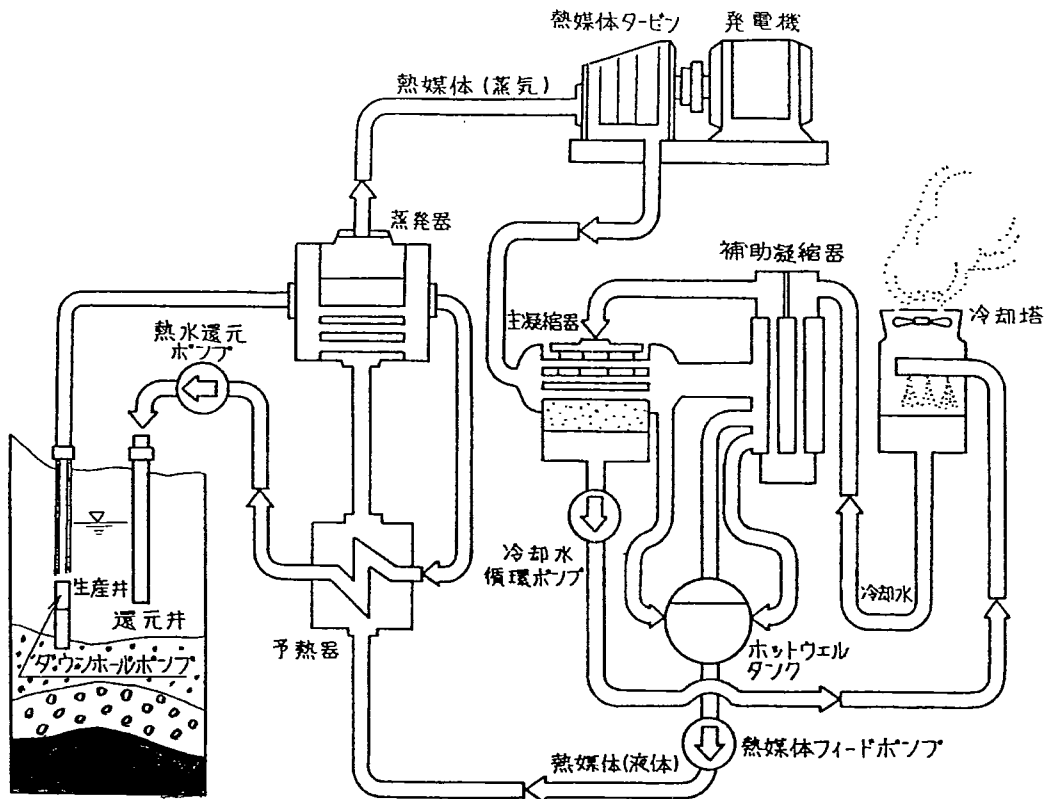 熱媒体タービン
発電機
熱媒体(蒸気)
蒸発器
補助凝縮器
主凝縮器
冷却塔
熱水還元
ポンプ
冷却水
循環ポンプ
生産井
還元井
冷却水
予熱器
ダウンホールポンプ
ホットウェル
タンク
熱媒体(液体)
熱媒体フィードポンプ